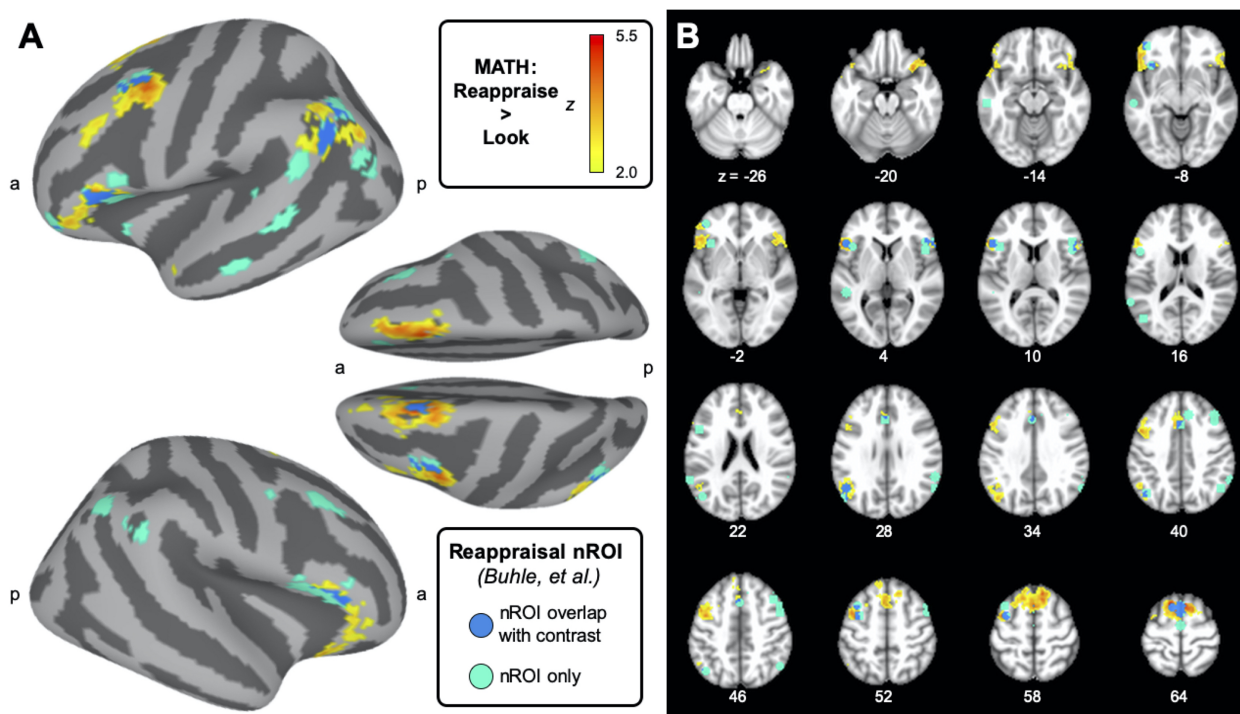 A
a
p
MATH:
Reappraise
>
Look
z
5.5
2.0
a
p
p
a
Reappraisal nROI
(Buhle, et al.)
nROI overlap
with contrast
nROI only
B
z = -26
-20
-14
-8
-2
4
10
16
22
28
34
40
46
52
58
64